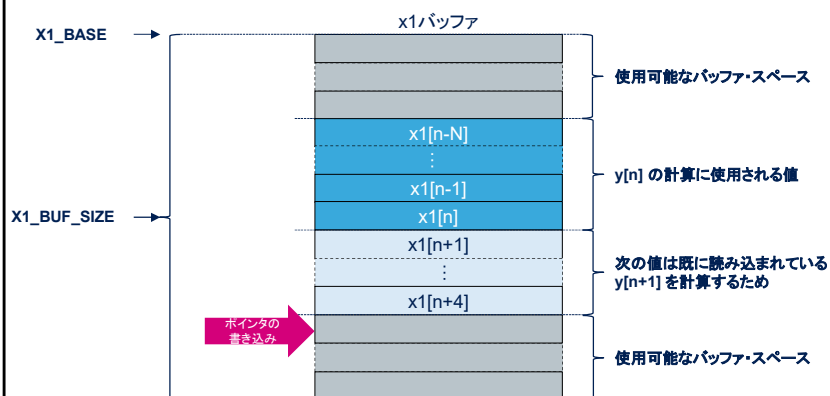 x1バッファ
X1_BASE
使用可能なバッファ・スペース
x1[n-N]
⋮
y[n] の計算に使用される値
x1[n-1]
X1_BUF_SIZE
x1[n]
x1[n+1]
次の値は既に読み込まれている
y[n+1] を計算するため
⋮
x1[n+4]
ポインタの
書き込み
使用可能なバッファ・スペース